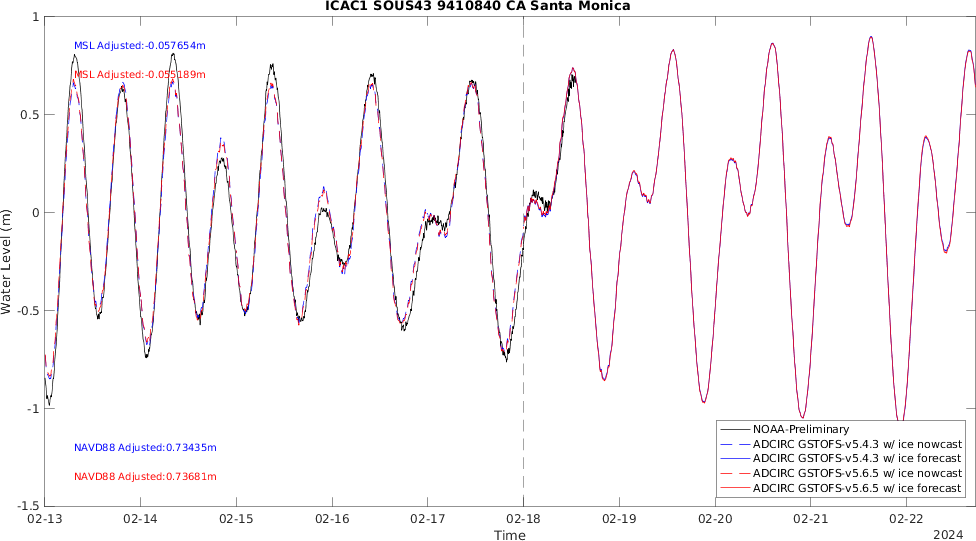 ICAC1 SOUS43 9410840 CA Santa Monica
MSL Adjusted:-0.057654m
MSL Adjusted:-0.055189m
NAVD88 Adjusted:0.73435m
NAVD88 Adjusted:0.73681m
Water Level (m)
1
0.5
0
-0.5
-1
-1.5
NOAA-Preliminary
ADCIRC GSTOFS-v5.4.3 w/ ice nowcast
ADCIRC GSTOFS-v5.4.3 w/ ice forecast
ADCIRC GSTOFS-v5.6.5 w/ ice nowcast
ADCIRC GSTOFS-v5.6.5 w/ ice forecast
02-13 02-14 02-15 02-16 02-17 02-18 02-19 02-20 02-21 02-22
Time
2024